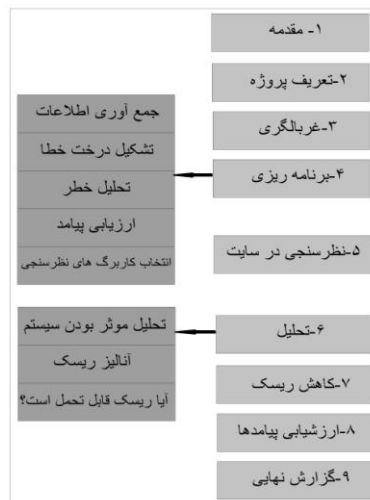 ۱- مقدمه
۲-تعریف پروژه
۳-غربالگری
۴-برنامه ریزی
جمع آوری اطلاعات
تشکیل درخت خطا
تحلیل خطر
ارزیابی پیامد
انتخاب کاربرگ های نظرسنجی
۵-نظرسنجی در سایت
۶-تحلیل
تحلیل موثر بودن سیستم
آنالیز ریسک
آیا ریسک قابل تحمل است؟
۷-کاهش ریسک
۸-ارزشیابی پیامدها
۹-گزارش نهایی